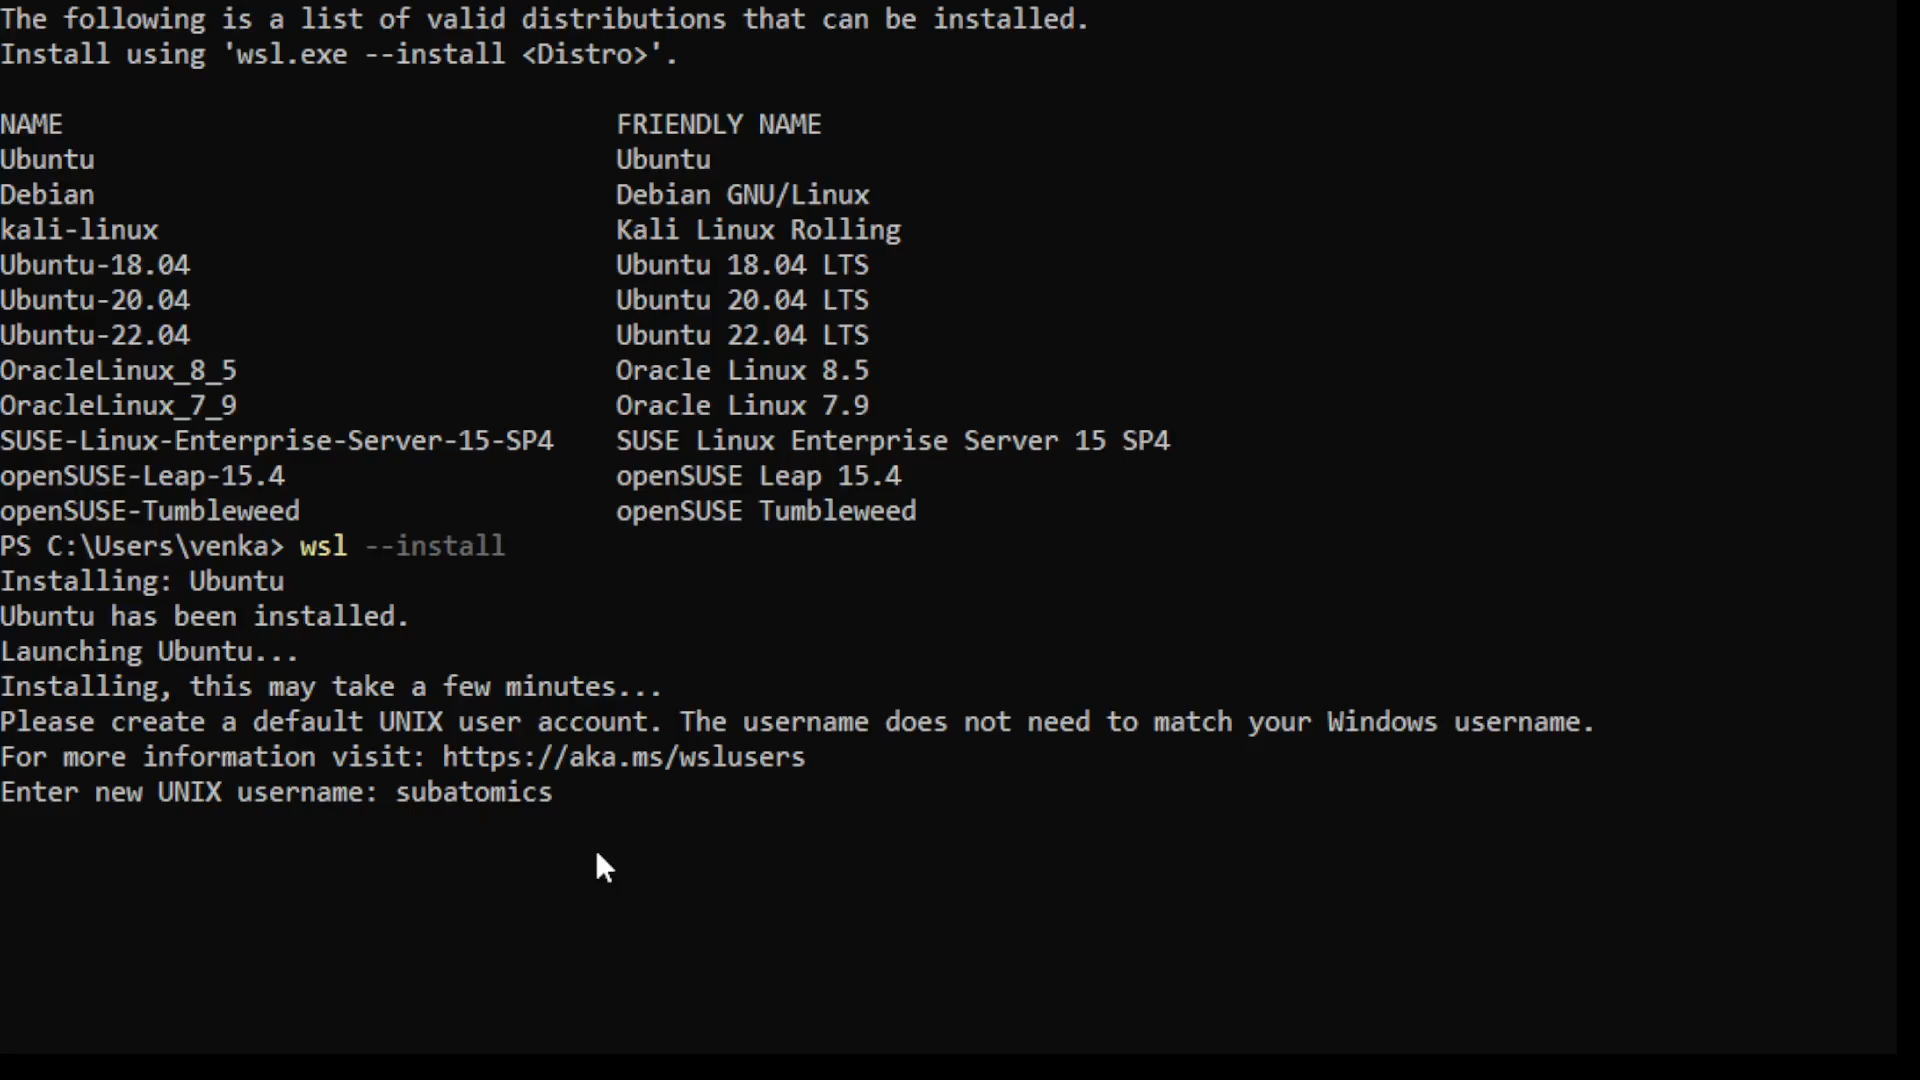 The following is a list of valid distributions that can be installed.
Install using 'wsl.exe --install <Distro>'.
NAME FRIENDLY NAME
Ubuntu Ubuntu
Debian Debian GNU/Linux
kali-linux Kali Linux Rolling
Ubuntu-18.04 Ubuntu 18.04 LTS
Ubuntu-20.04 Ubuntu 20.04 LTS
Ubuntu-22.04 Ubuntu 22.04 LTS
OracleLinux_8_5 Oracle Linux 8.5
OracleLinux_7_9 Oracle Linux 7.9
SUSE-Linux-Enterprise-Server-15-SP4 SUSE Linux Enterprise Server 15 SP4
openSUSE-Leap-15.4 openSUSE Leap 15.4
openSUSE-Tumbleweed openSUSE Tumbleweed
PS C:\Users\venka> wsl --install
Installing: Ubuntu
Ubuntu has been installed.
Launching Ubuntu...
Installing, this may take a few minutes...
Please create a default UNIX user account. The username does not need to match your Windows username.
For more information visit: https://aka.ms/wslusers
Enter new UNIX username: subatomics